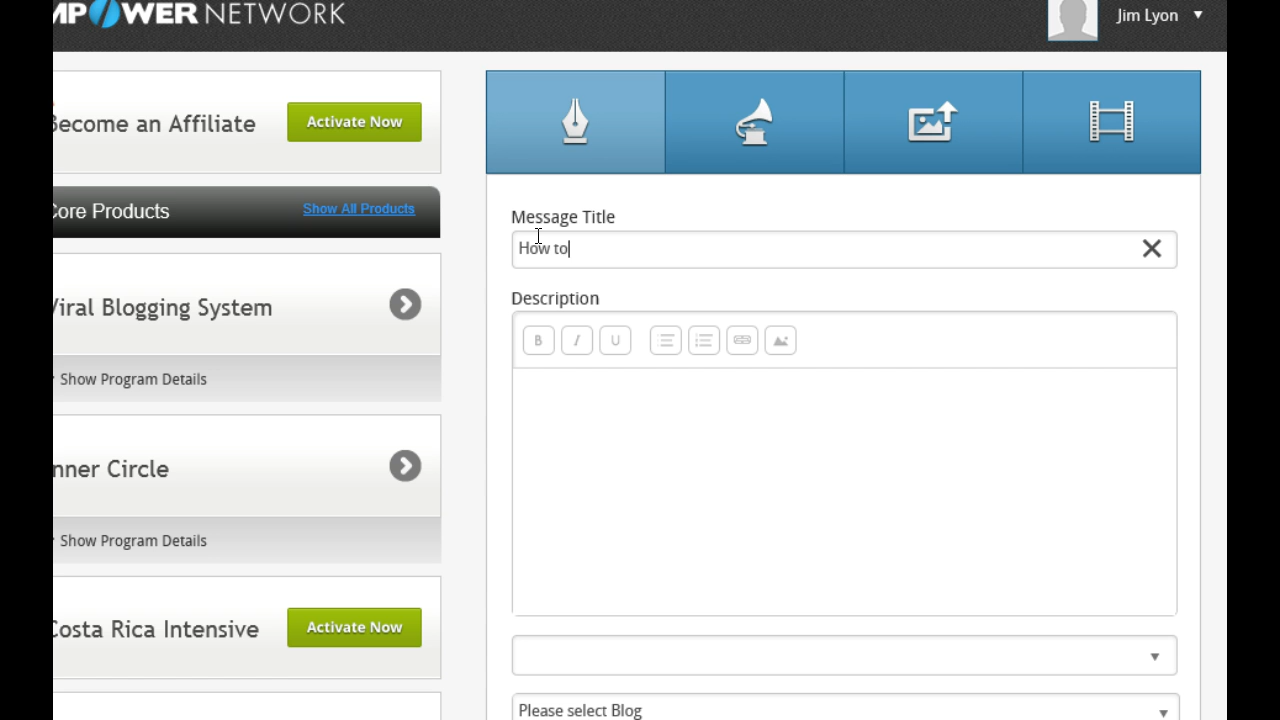 MPOWER NETWORK
Jim Lyon
Become an Affiliate
Activate Now
Core Products
Show All Products
Viral Blogging System
Show Program Details
nner Circle
Show Program Details
Costa Rica Intensive
Activate Now
Message Title
How to
Description
B I U
Please select Blog